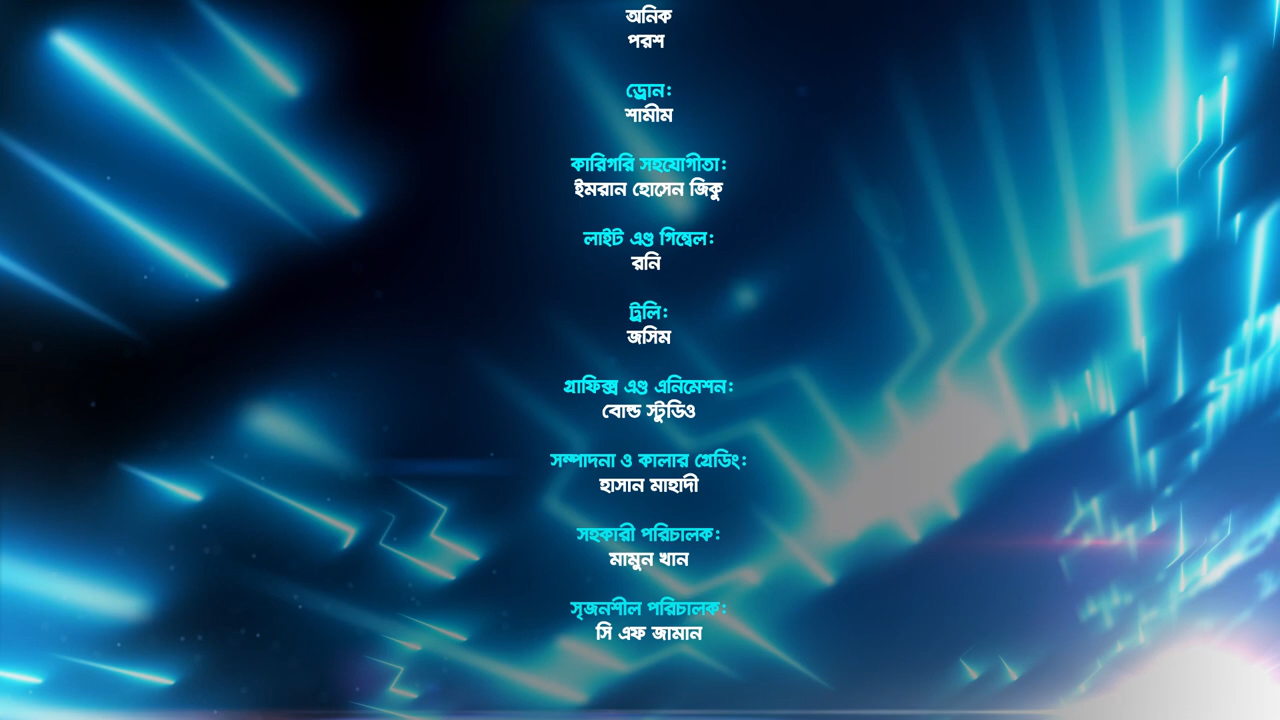 অনিক
পরশ
ড্রোন:
শামীম
কারিগরি সহযোগীতা:
ইমরান হোসেন জিকু
লাইট এণ্ড গিম্বেল:
রনি
ট্রলি:
জসিম
গ্রাফিক্স এণ্ড এনিমেশন:
বোল্ড স্টুডিও
সম্পাদনা ও কালার গ্রেডিং:
হাসান মাহাদী
সহকারী পরিচালক:
মামুন খান
সৃজনশীল পরিচালক:
সি এফ জামান